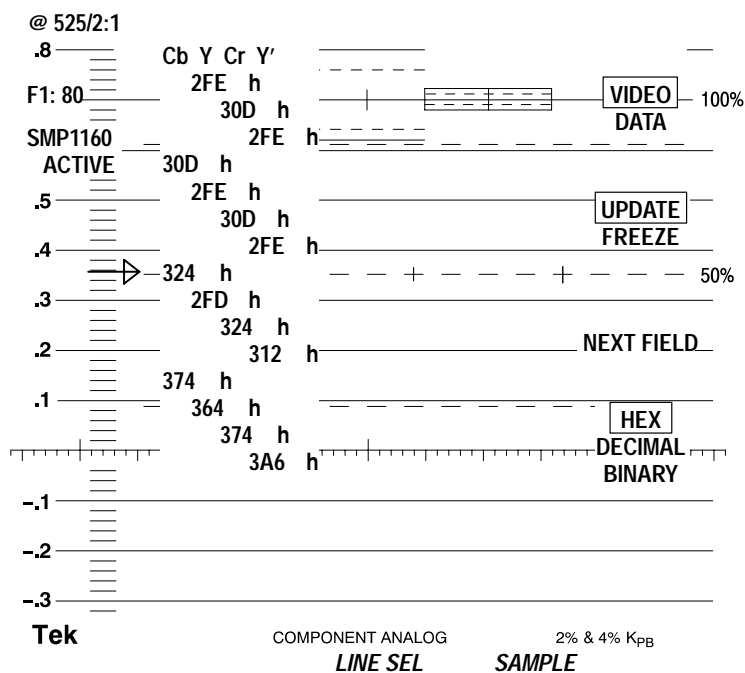 @ 525/2:1
.8
Cb Y Cr Y′
2FE h
F1: 80
30D h
VIDEO
100%
DATA
SMP1160
2FE h
ACTIVE
30D h
.5
2FE h
UPDATE
30D h
FREEZE
.4
2FE h
324 h
50%
.3
2FD h
324 h
.2
312 h
NEXT FIELD
374 h
.1
364 h
HEX
374 h
DECIMAL
3A6 h
BINARY
–.1
–.2
–.3
Tek
COMPONENT ANALOG
2% & 4% KPB
LINE SEL
SAMPLE